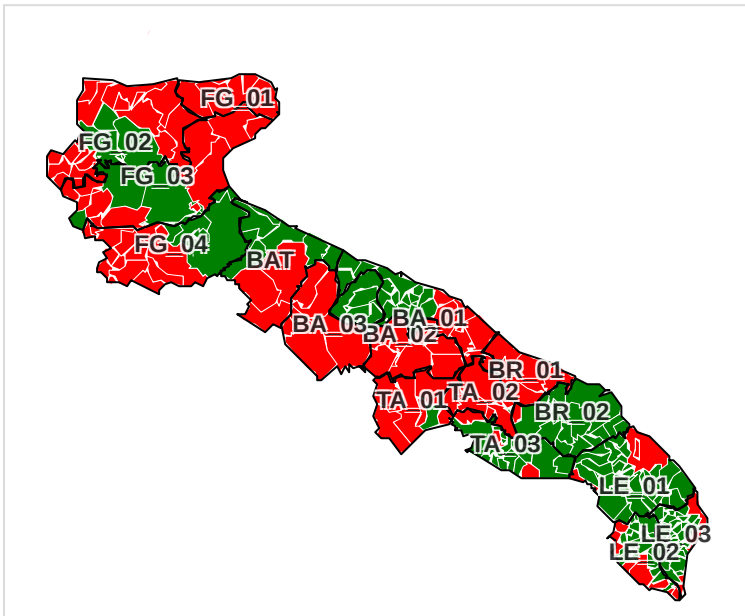 FG_01
FG_02
FG_03
FG_04
BAT
BA_01
BA_03
BA_02
BR_01
TA_02
TA_01
BR_02
TA_03
LE_01
LE_03
LE_02